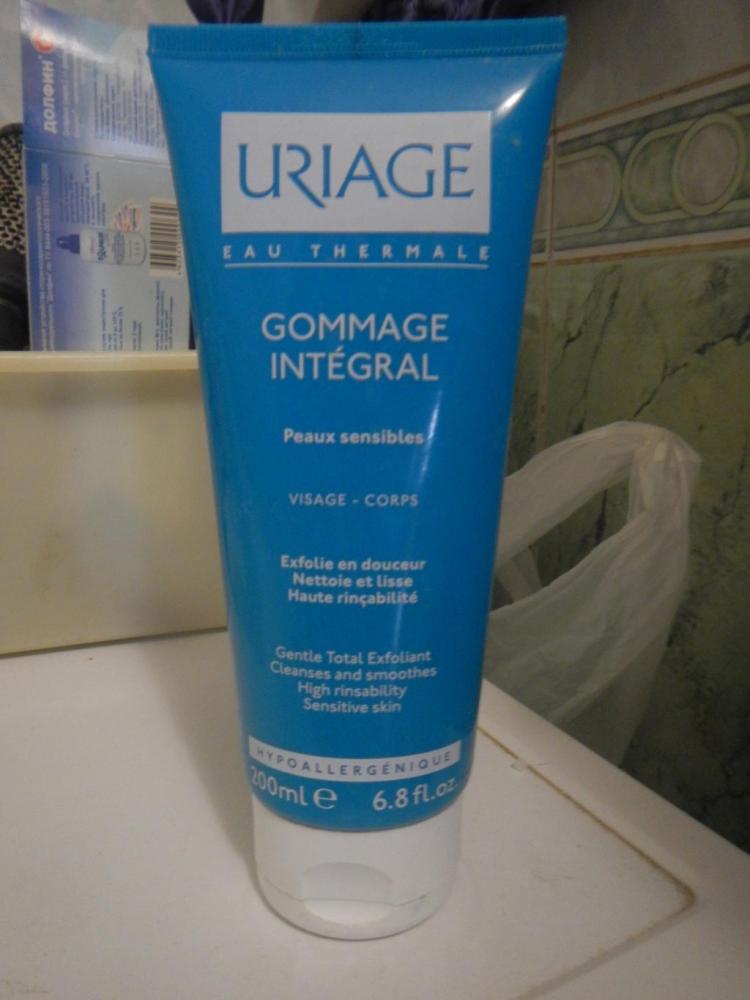 URIAGE
EAU THERMALE
GOMMAGE
INTÉGRAL
Peaux sensibles
VISAGE - CORPS
Exfolie en douceur
Nettoie et lisse
Haute rinçabilité
Gentle Total Exfoliant
Cleanses and smoothes
High rinsability
Sensitive skin
HYPOALLERGÉNIQUE
200ml e 6.8 fl.oz.
ДОЛФИН